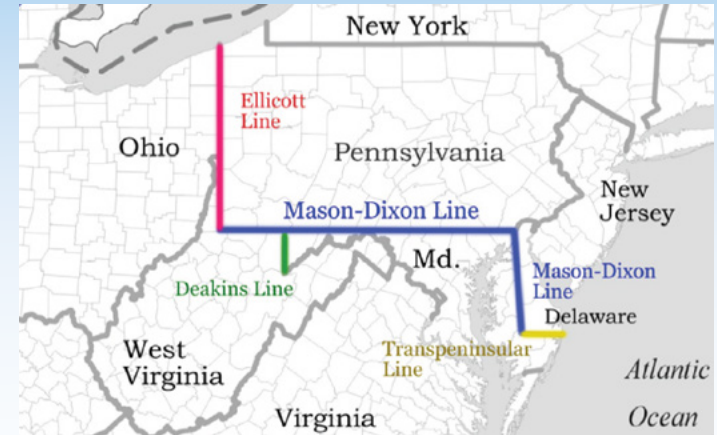 New York
Ellicott
Line
Ohio
Pennsylvania
New
Jersey
Mason-Dixon Line
Md.
Mason-Dixon
Line
Deakins Line
Delaware
Transpeninsular
Line
West
Virginia
Atlantic
Ocean
Virginia